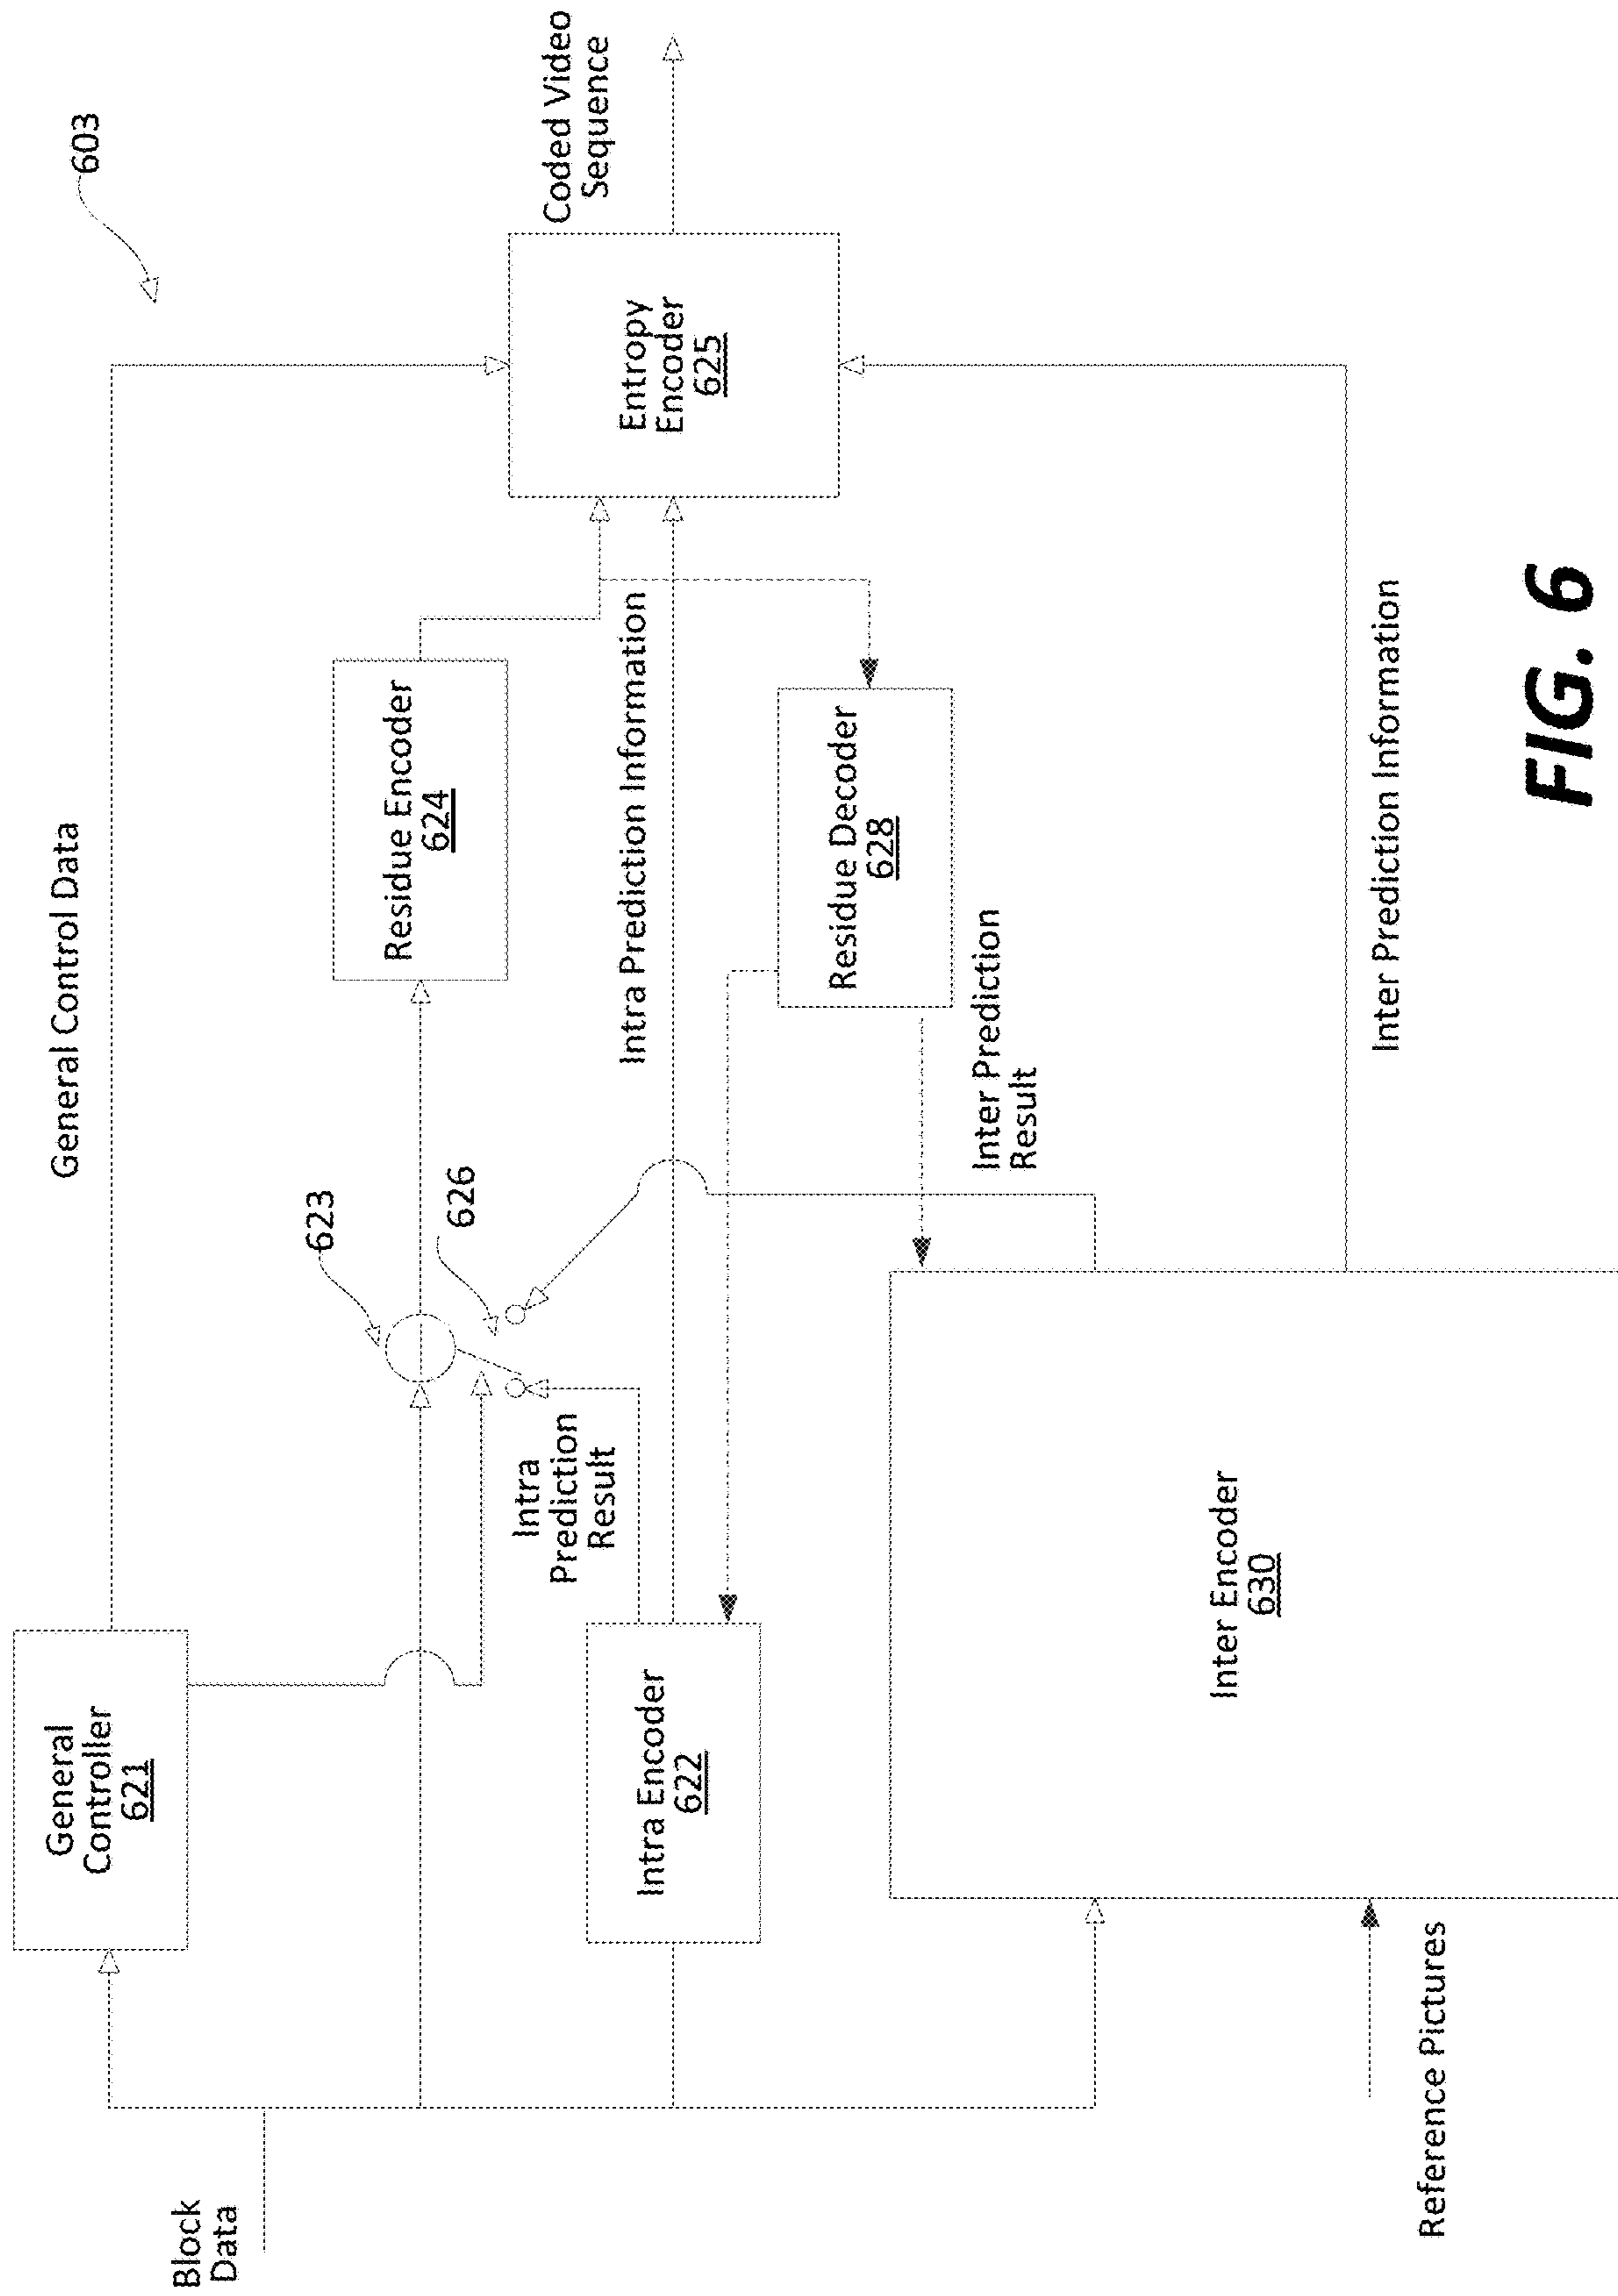 603
General Control Data
General
Controller
621
Block
Data
623
626
Residue Encoder
624
Coded Video
Sequence
Entropy
Encoder
625
Intra
Prediction
Result
Intra Prediction Information
Intra Encoder
622
Residue Decoder
628
Inter Prediction
Result
Inter Encoder
630
Reference Pictures
Inter Prediction Information
FIG. 6